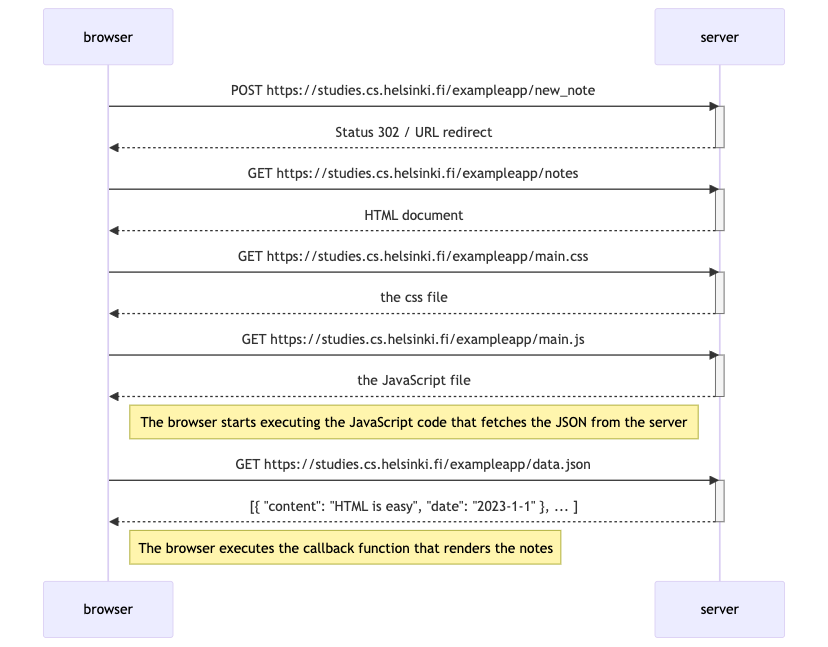 browser
server
POST https://studies.cs.helsinki.fi/exampleapp/new_note
Status 302 / URL redirect
GET https://studies.cs.helsinki.fi/exampleapp/notes
HTML document
GET https://studies.cs.helsinki.fi/exampleapp/main.css
the css file
GET https://studies.cs.helsinki.fi/exampleapp/main.js
the JavaScript file
The browser starts executing the JavaScript code that fetches the JSON from the server
GET https://studies.cs.helsinki.fi/exampleapp/data.json
[{ "content": "HTML is easy", "date": "2023-1-1" }, ... ]
The browser executes the callback function that renders the notes
browser
server